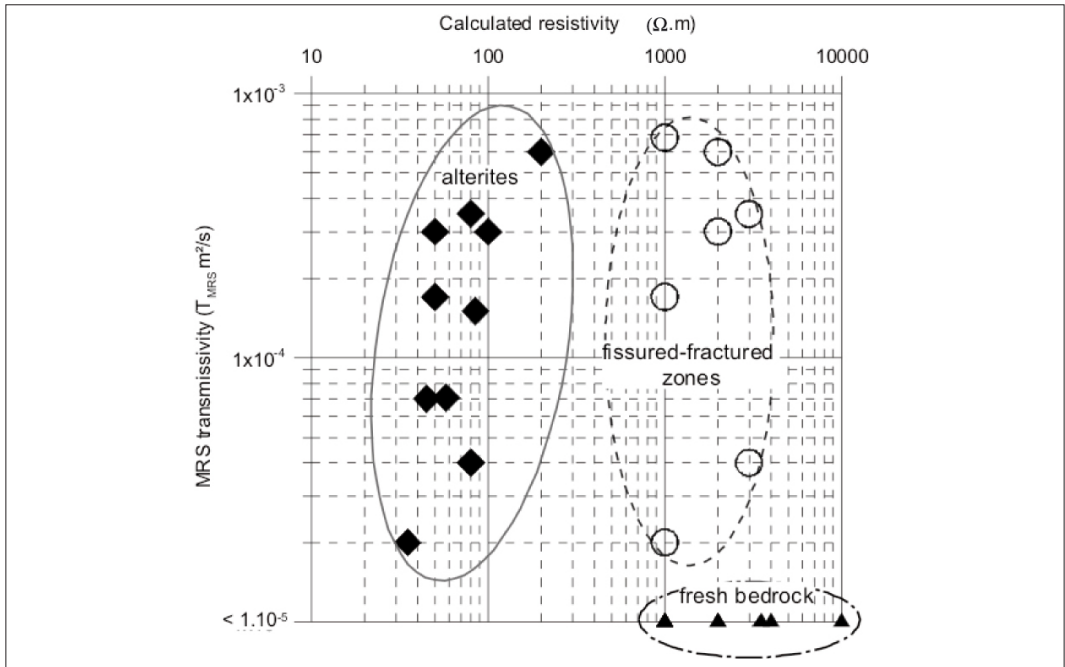 Calculated resistivity (Ω.m)
10 100 1000 10000
1x10⁻³
alterites
MRS transmissivity (T_MRS m²/s)
1x10⁻⁴
fissured-fractured
zones
fresh bedrock
< 1.10⁻⁵